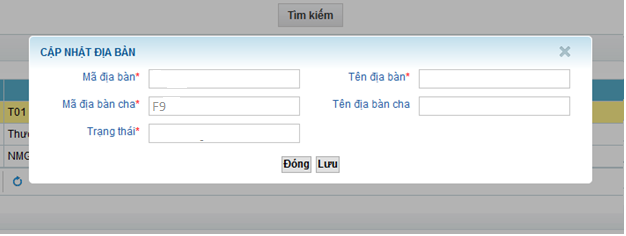 Tìm kiếm
CẬP NHẬT ĐỊA BÀN
Mã địa bàn* Tên địa bàn*
Mã địa bàn cha* F9 Tên địa bàn cha
Trạng thái*
T01
NMG
Đóng Lưu